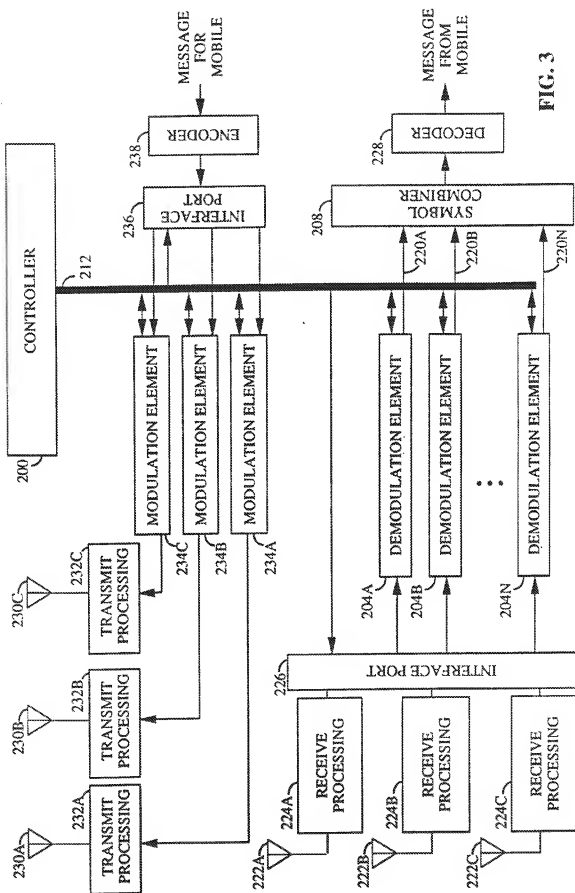 CONTROLLER
200
212
230A
230B
230C
232A
232B
232C
TRANSMIT
PROCESSING
TRANSMIT
PROCESSING
TRANSMIT
PROCESSING
MODULATION ELEMENT
234C
MODULATION ELEMENT
234B
MODULATION ELEMENT
234A
236
INTERFACE
PORT
238
ENCODER
MESSAGE
FOR
MOBILE
222A
224A
RECEIVE
PROCESSING
222B
224B
RECEIVE
PROCESSING
222C
224C
RECEIVE
PROCESSING
226
INTERFACE PORT
204A
DEMODULATION ELEMENT
204B
DEMODULATION ELEMENT
204N
DEMODULATION ELEMENT
220A
220B
220N
208
SYMBOL
COMBINER
228
DECODER
MESSAGE
FROM
MOBILE
FIG. 3